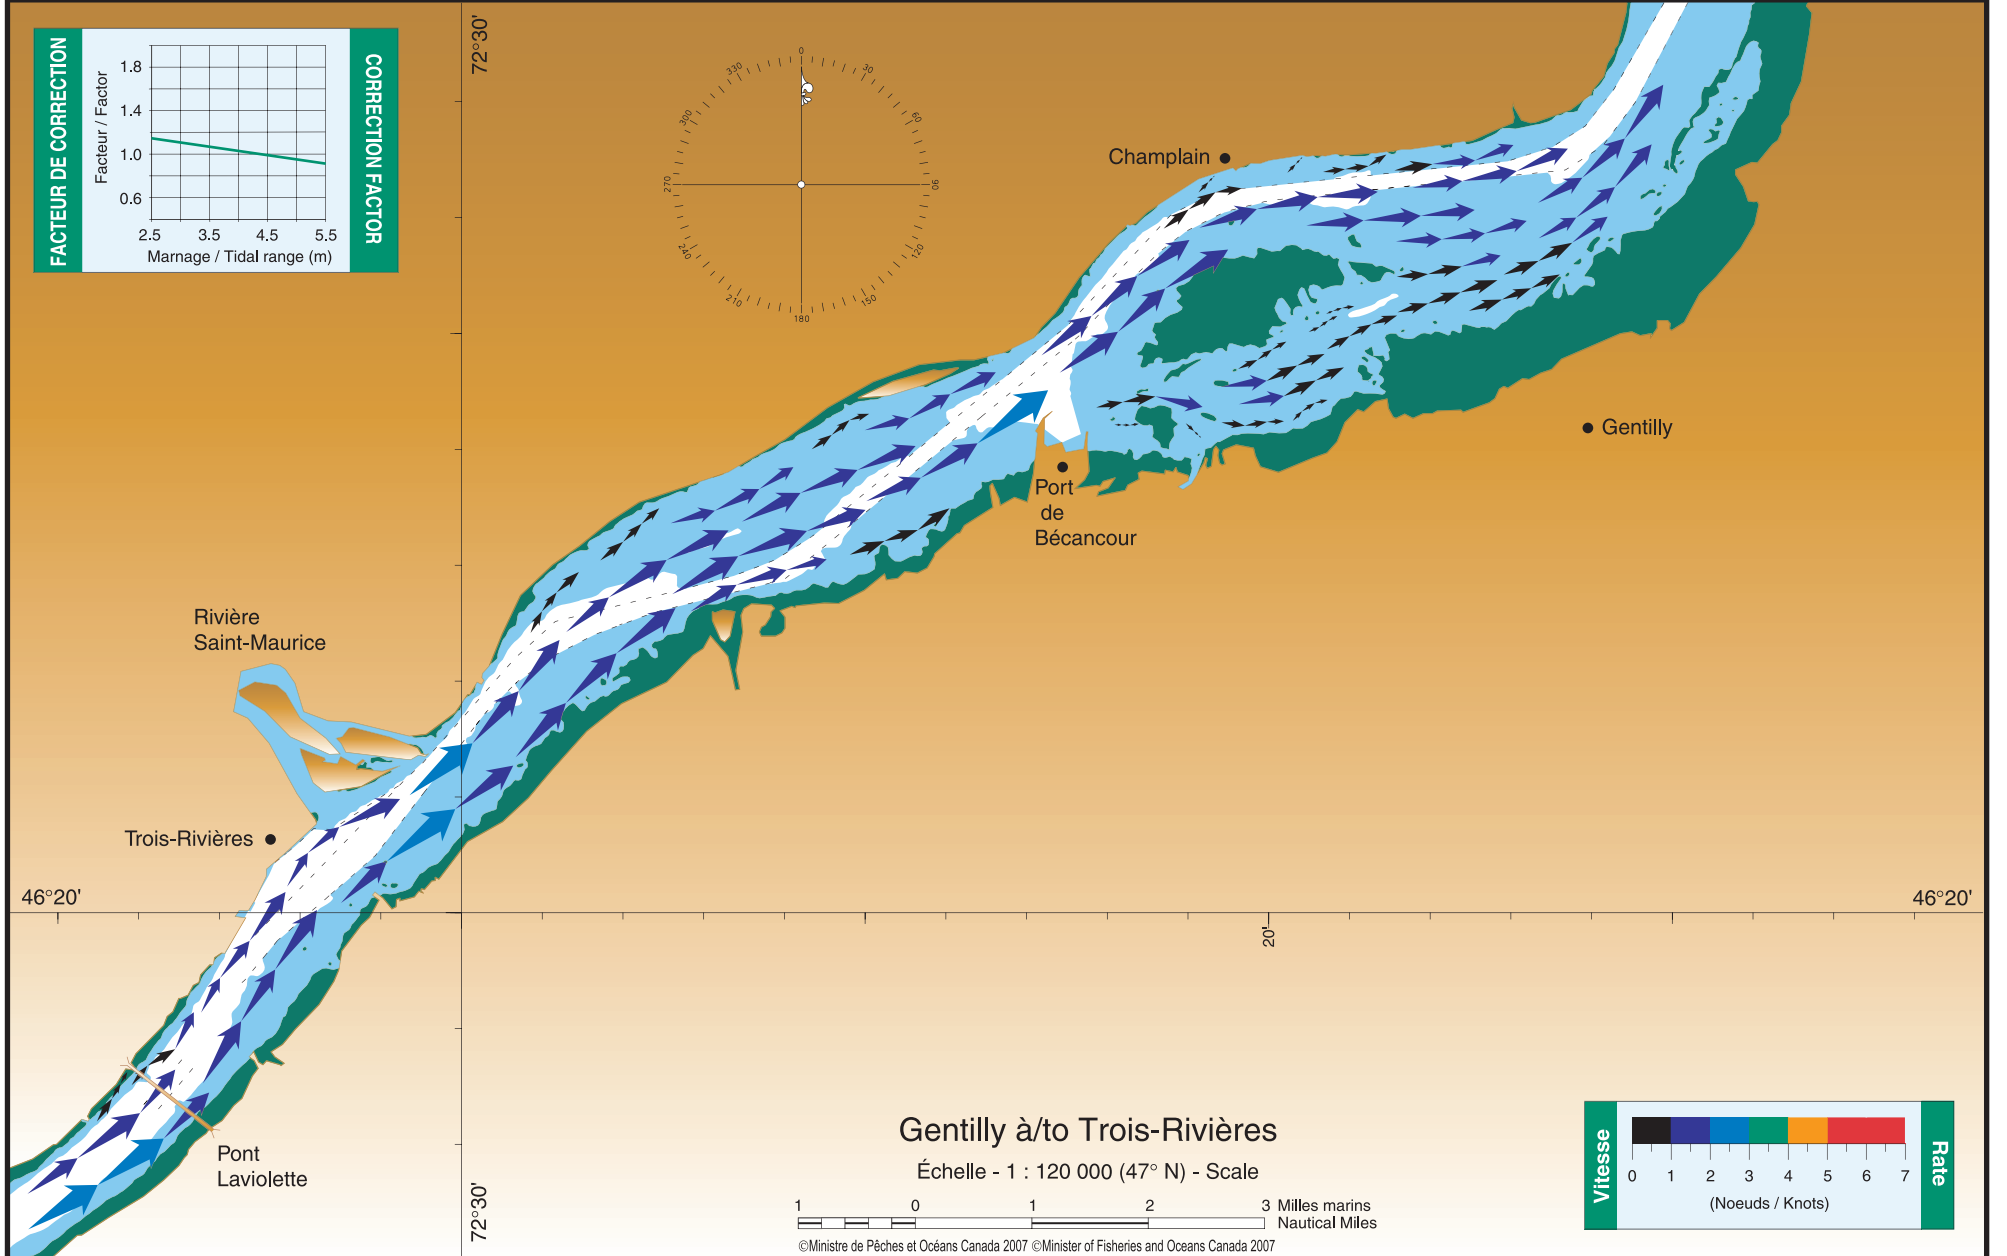 FACTEUR DE CORRECTION
Facteur / Factor
1.8
1.4
1.0
0.6
2.5 3.5 4.5 5.5
Marnage / Tidal range (m)
CORRECTION FACTOR
72°30'
0
30
60
90
120
150
180
210
240
270
300
330
Champlain
Gentilly
Port
de
Bécancour
Rivière
Saint-Maurice
Trois-Rivières
46°20'
46°20'
20'
Pont
Laviolette
72°30'
Gentilly à/to Trois-Rivières
Échelle - 1 : 120 000 (47° N) - Scale
1 0 1 2 3 Milles marins
Nautical Miles
©Ministre de Pêches et Océans Canada 2007 ©Minister of Fisheries and Oceans Canada 2007
Vitesse
0 1 2 3 4 5 6 7
(Noeuds / Knots)
Rate